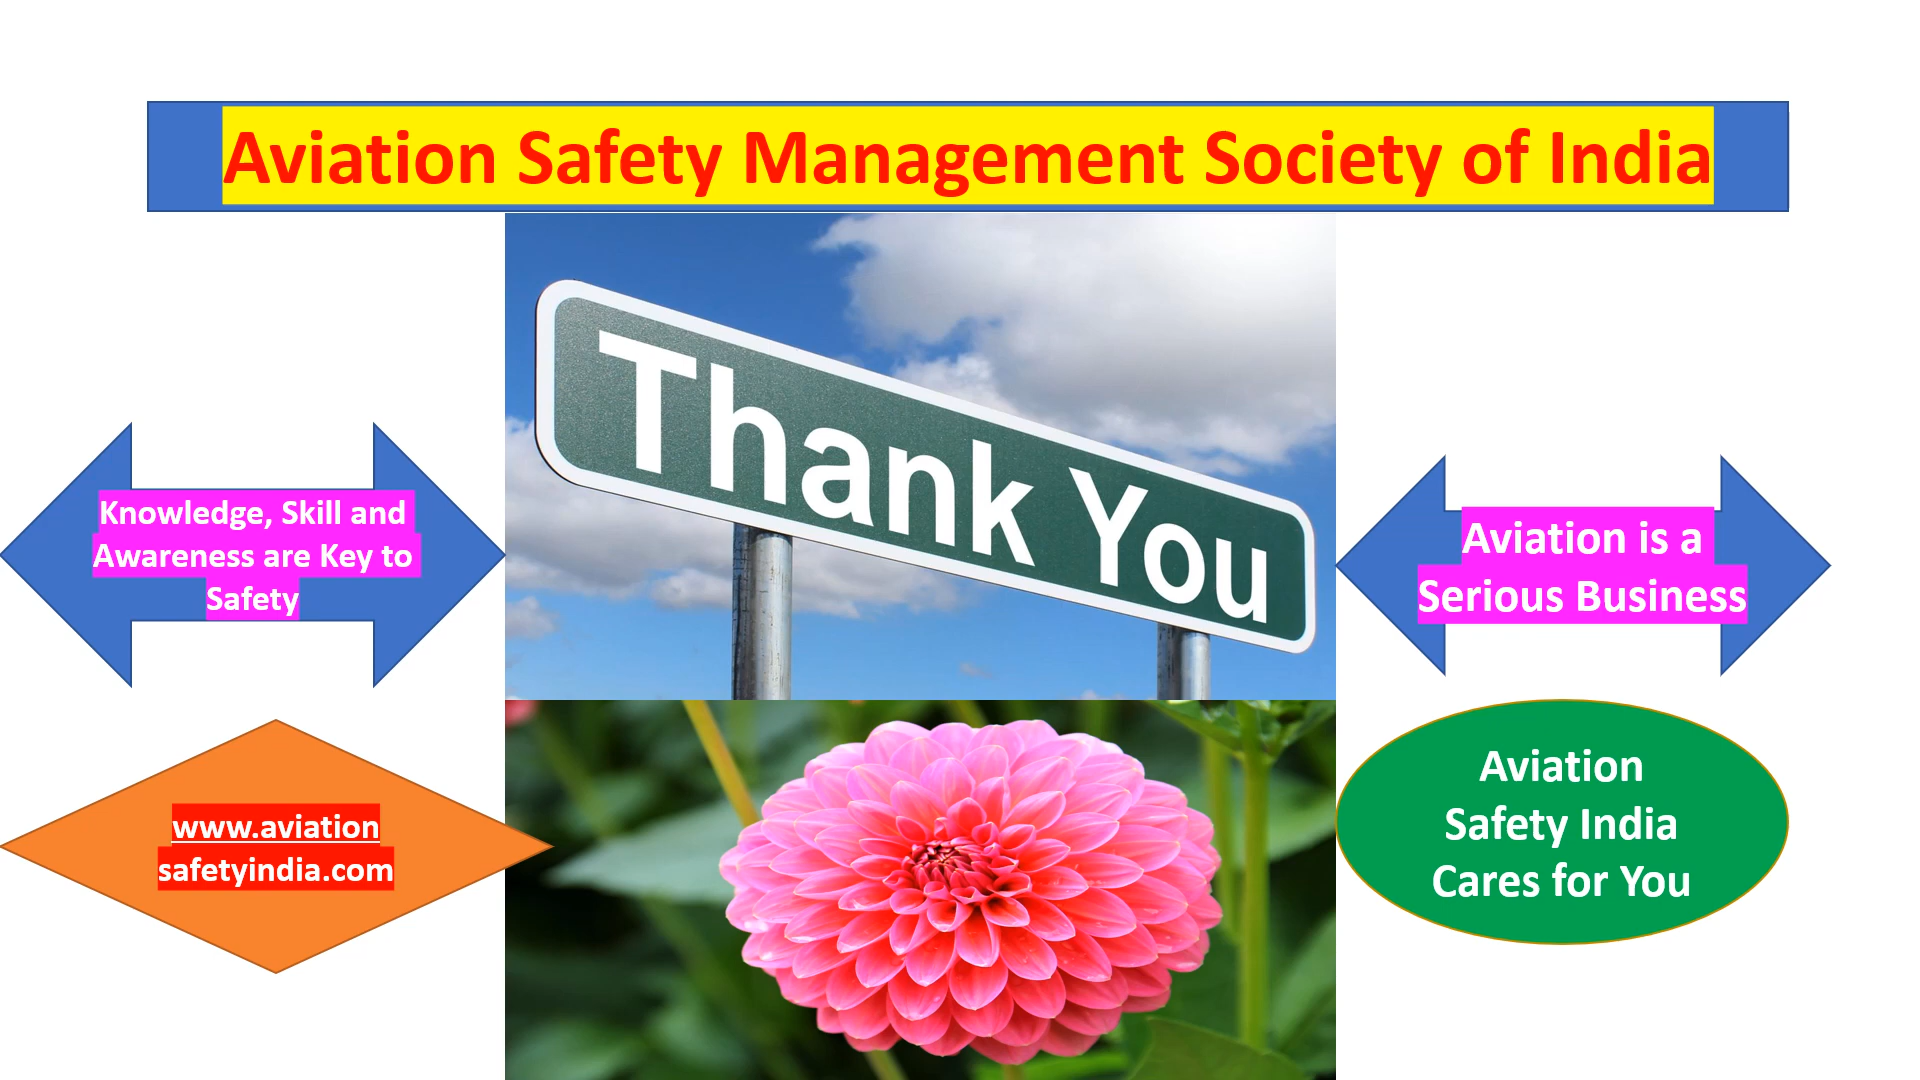 Aviation Safety Management Society of India
Thank You
Knowledge, Skill and
Awareness are Key to
Safety
Aviation is a
Serious Business
www.aviation
safetyindia.com
Aviation
Safety India
Cares for You